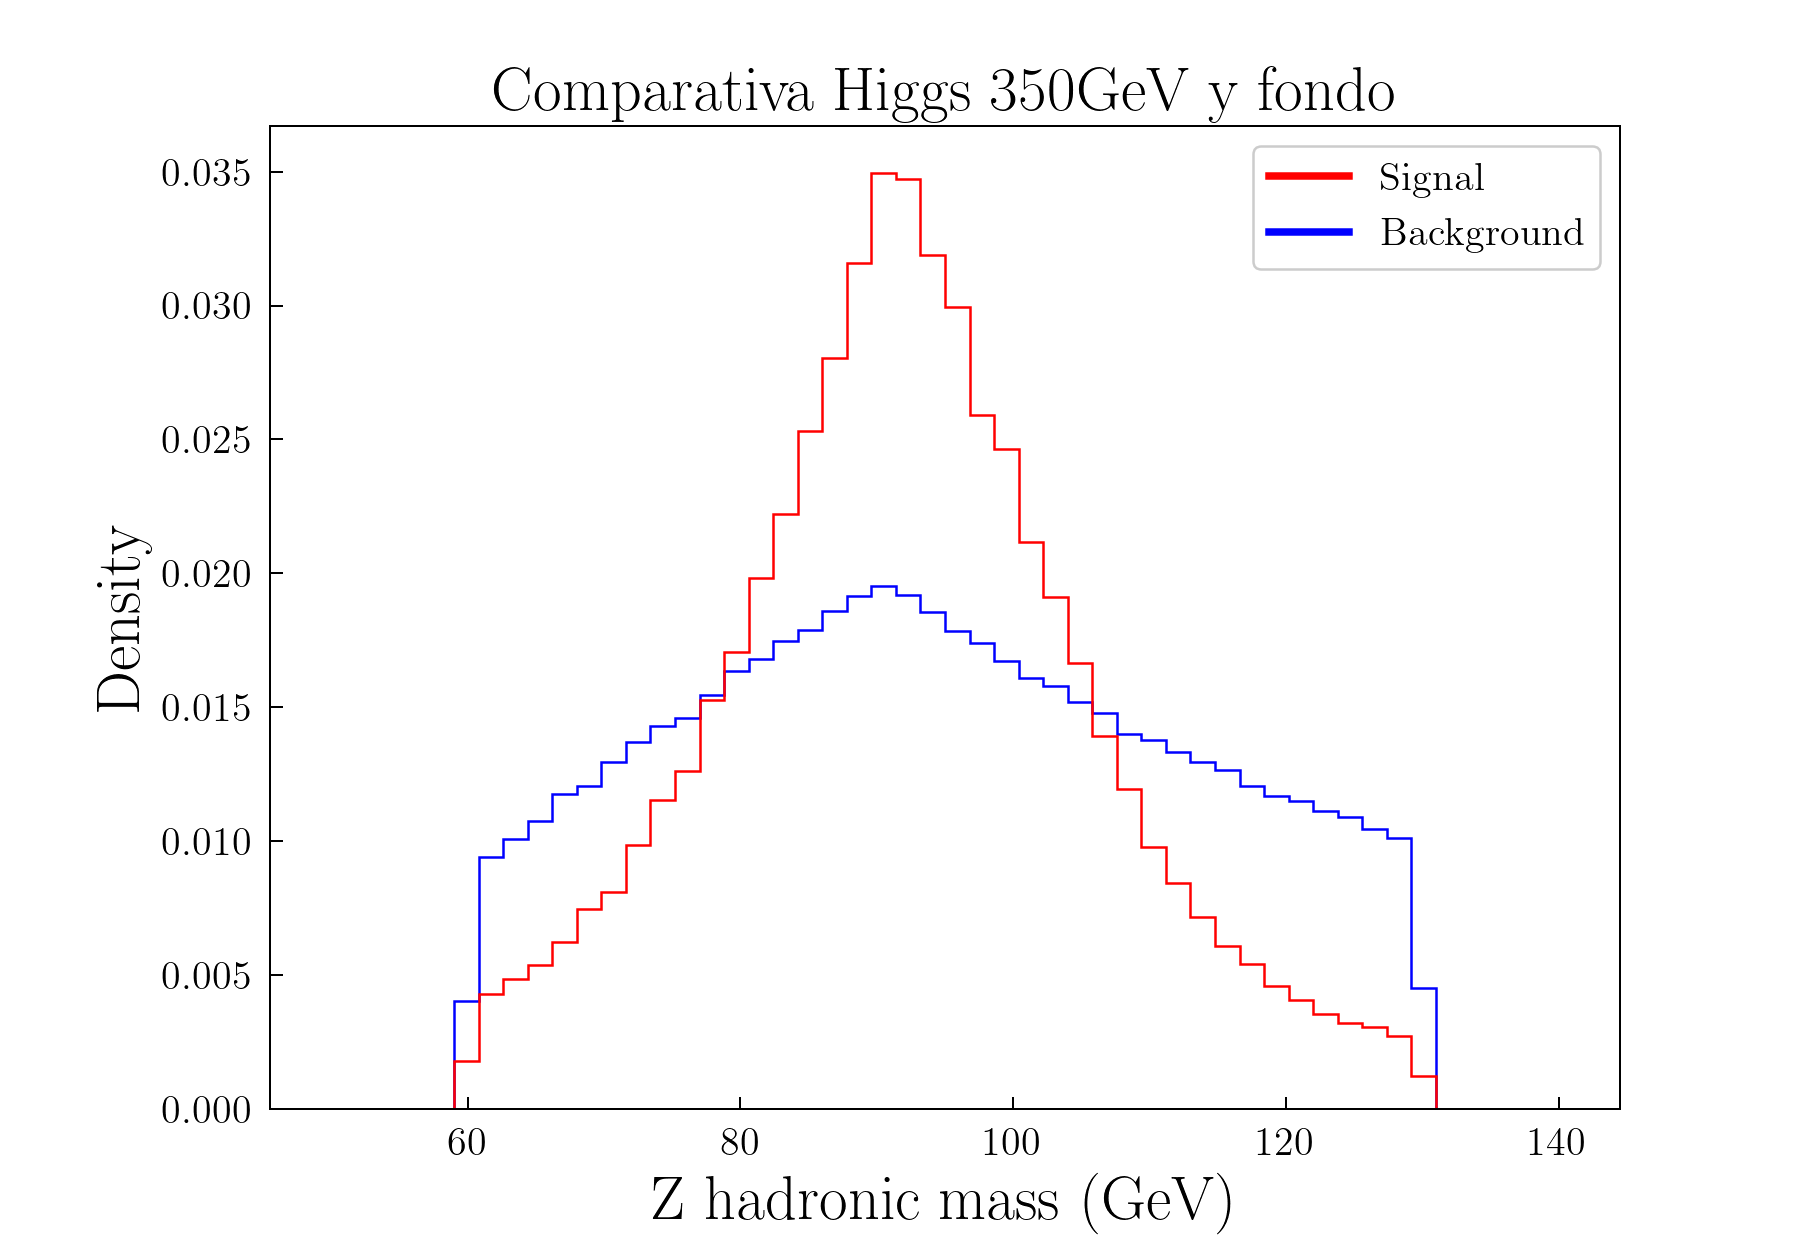 Comparativa Higgs 350GeV y fondo
Signal
Background
0.035
0.030
0.025
0.020
0.015
0.010
0.005
0.000
Density
60 80 100 120 140
Z hadronic mass (GeV)